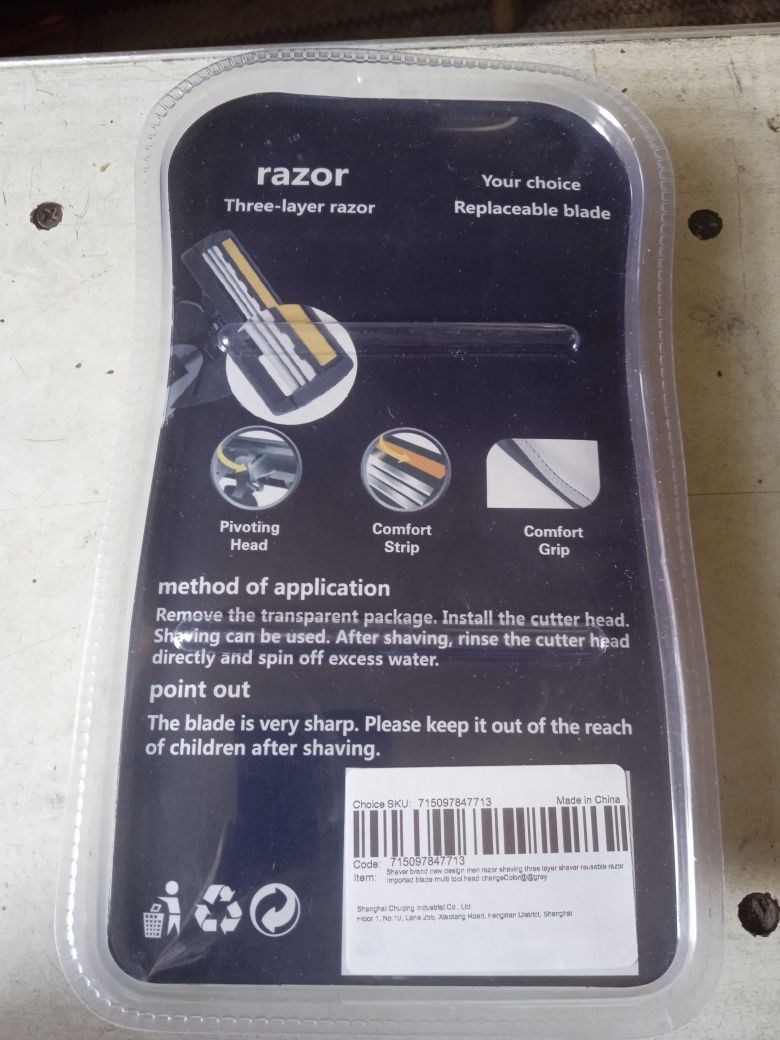 razor
Three-layer razor
Your choice
Replaceable blade
Pivoting
Head
Comfort
Strip
Comfort
Grip
method of application
Remove the transparent package. Install the cutter head.
Shaving can be used. After shaving, rinse the cutter head
directly and spin off excess water.
point out
The blade is very sharp. Please keep it out of the reach
of children after shaving.
Choice SKU: 715097847713 Made in China
Code: 715097847713
Item: Shaver brand new design men razor shaving three layer shaver reusable razor
imported blade multi tool head changeColor@@grey
Shanghai Chuqing Industrial Co., Ltd
Floor 1, No 10, Lane 255, Xiaotang Road, Fengxian District, Shanghai